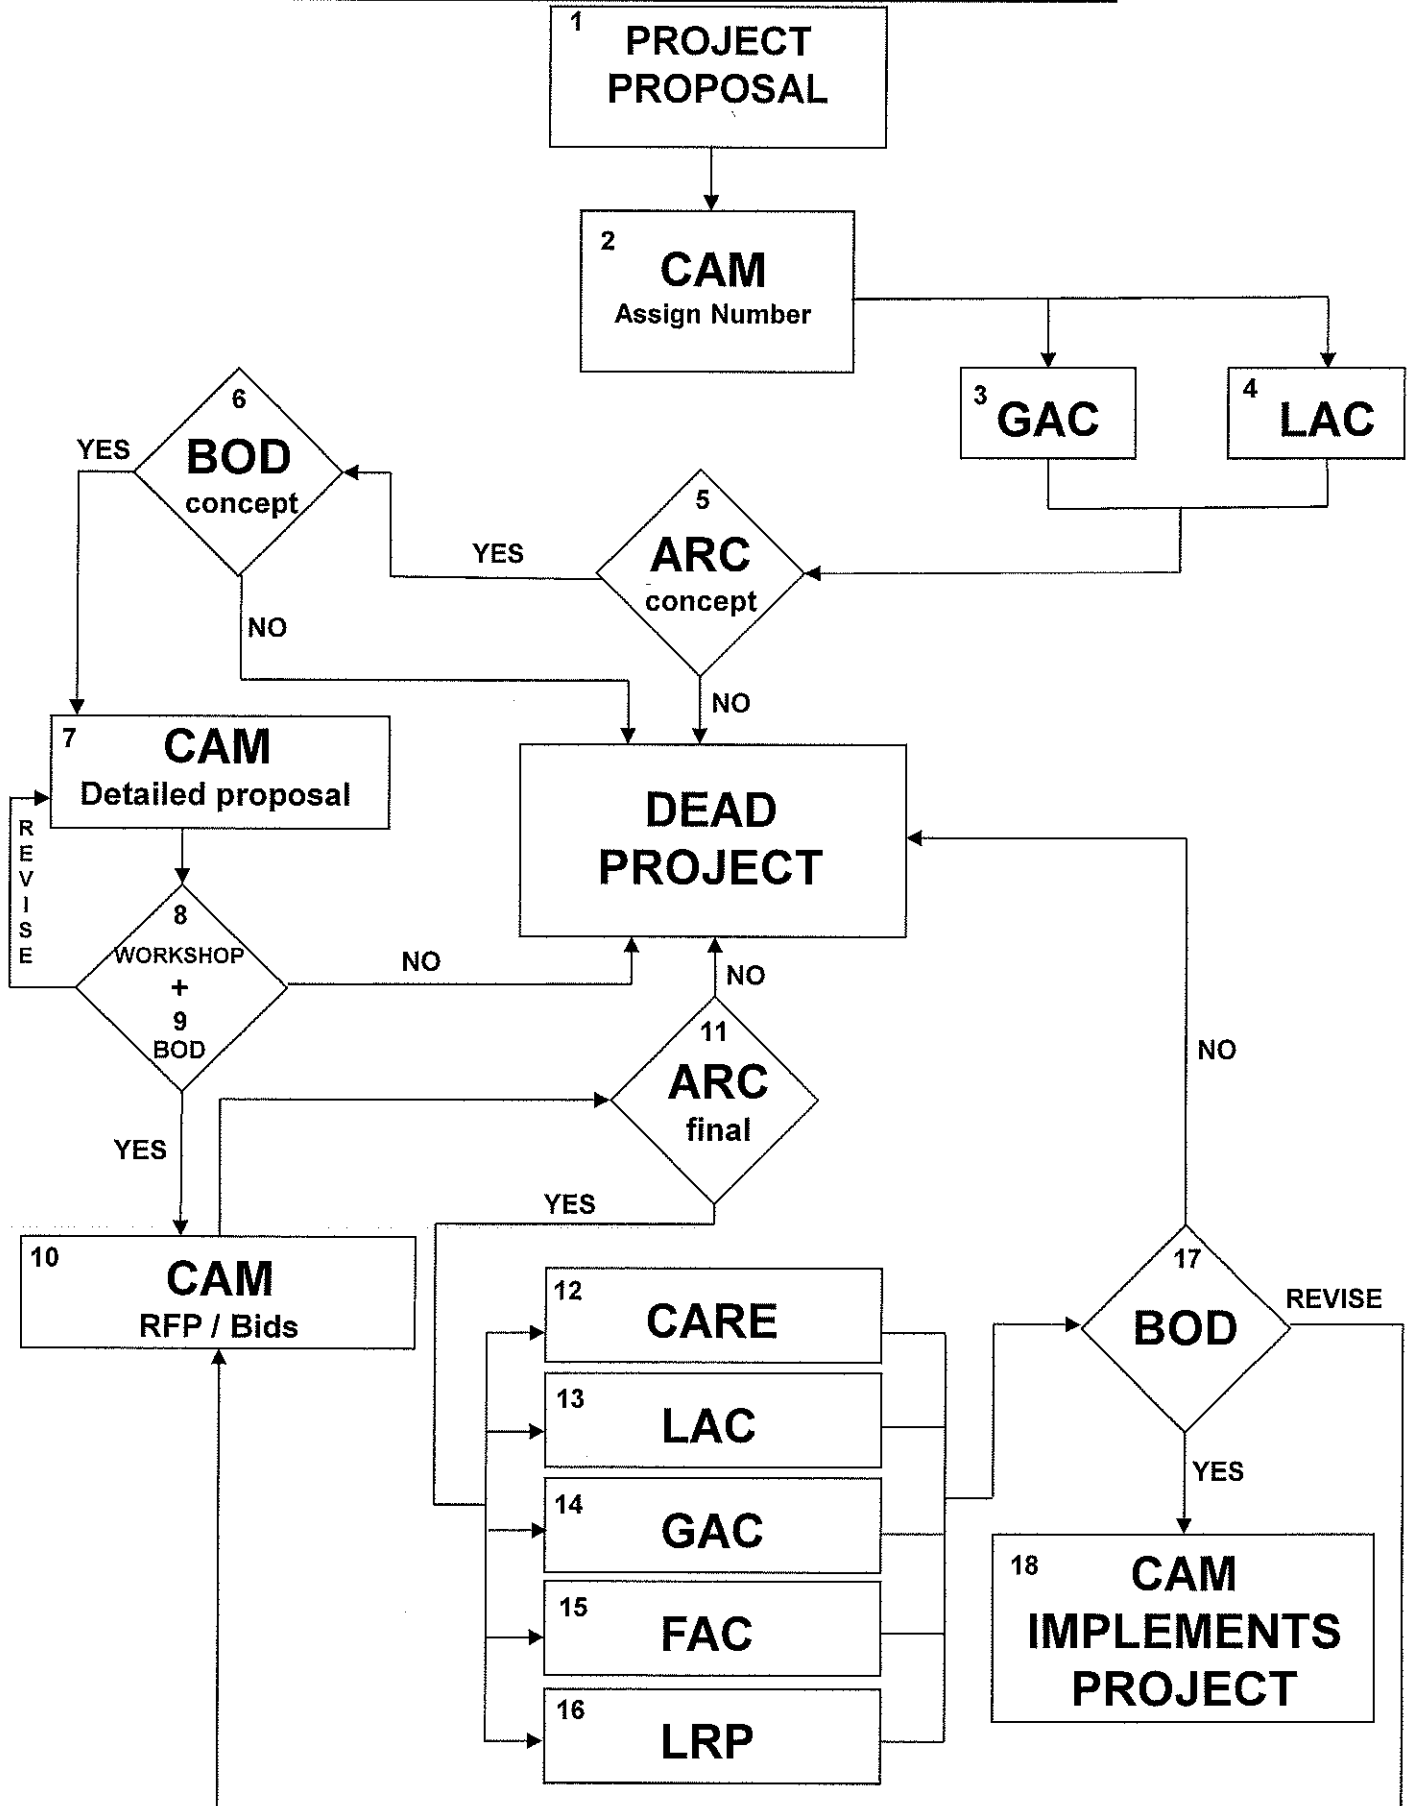 1
PROJECT
PROPOSAL
2
CAM
Assign Number
3
GAC
4
LAC
6
BOD
concept
YES
NO
5
ARC
concept
YES
NO
7
CAM
Detailed proposal
REVISE
DEAD
PROJECT
8
WORKSHOP
+
9
BOD
NO
YES
11
ARC
final
NO
YES
NO
10
CAM
RFP / Bids
12
CARE
13
LAC
14
GAC
15
FAC
16
LRP
17
BOD
REVISE
YES
18
CAM
IMPLEMENTS
PROJECT